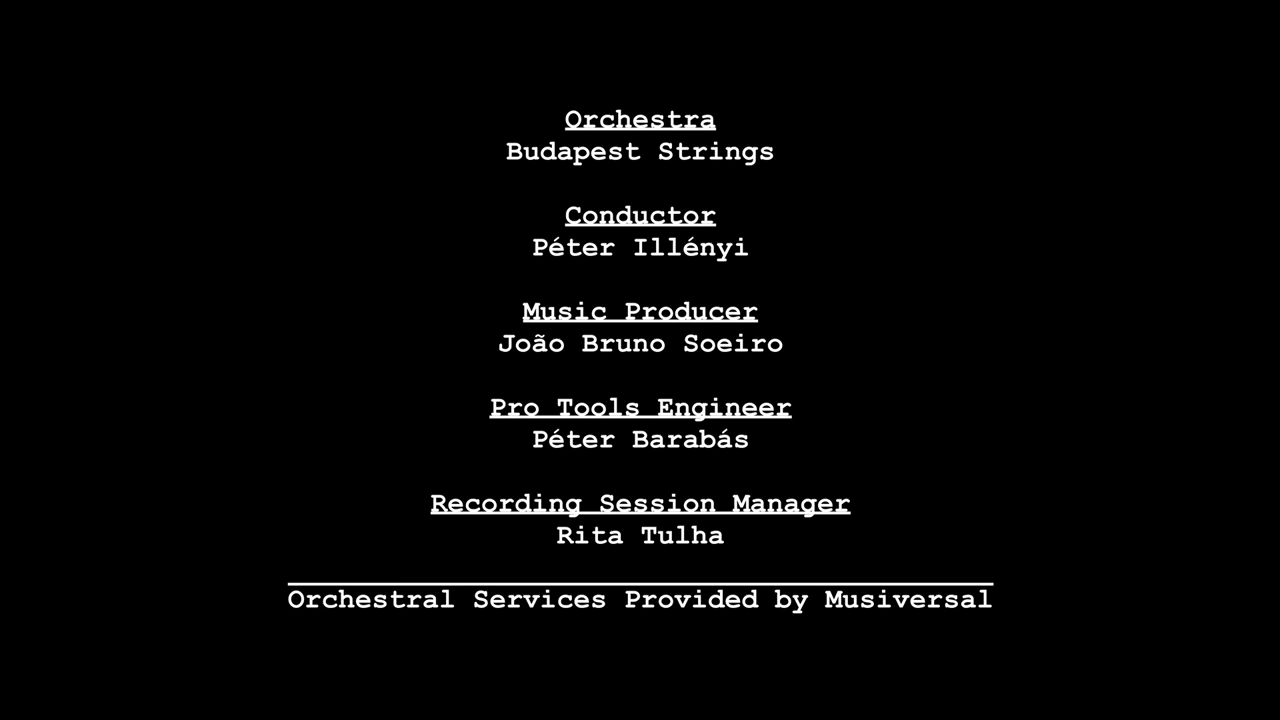 Orchestra
Budapest Strings
Conductor
Péter Illényi
Music Producer
João Bruno Soeiro
Pro Tools Engineer
Péter Barabás
Recording Session Manager
Rita Tulha
Orchestral Services Provided by Musiversal